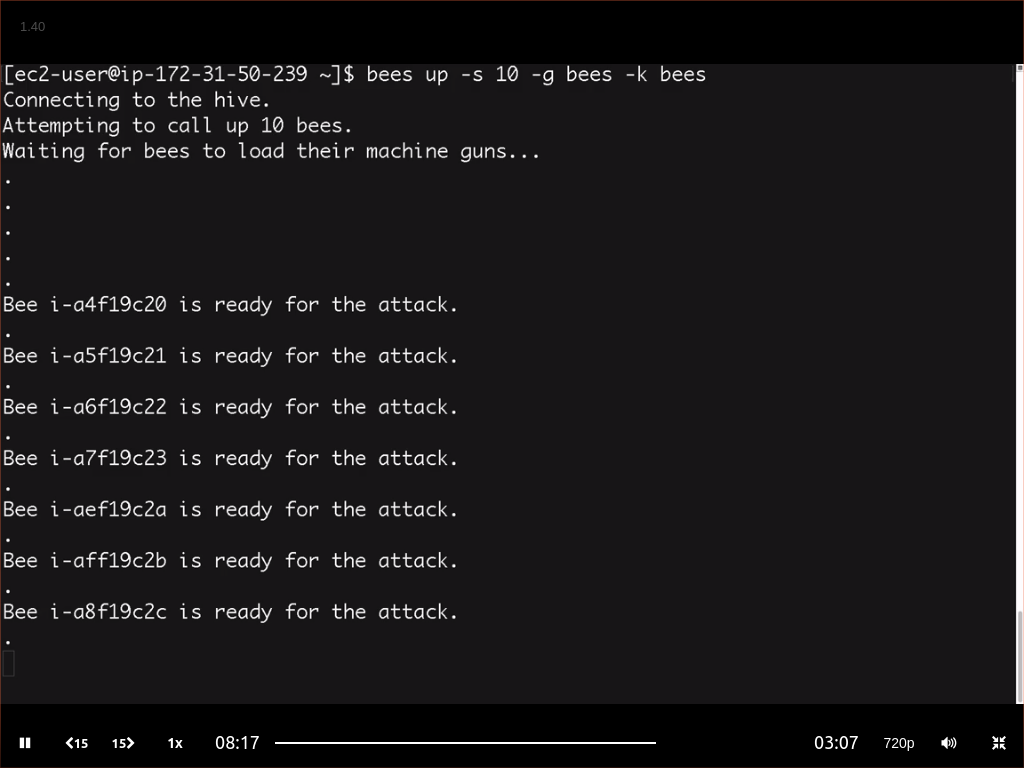 1.40
[ec2-user@ip-172-31-50-239 ~]$ bees up -s 10 -g bees -k bees
Connecting to the hive.
Attempting to call up 10 bees.
Waiting for bees to load their machine guns...
.
.
.
.
.
Bee i-a4f19c20 is ready for the attack.
.
Bee i-a5f19c21 is ready for the attack.
.
Bee i-a6f19c22 is ready for the attack.
.
Bee i-a7f19c23 is ready for the attack.
.
Bee i-aef19c2a is ready for the attack.
.
Bee i-aff19c2b is ready for the attack.
.
Bee i-a8f19c2c is ready for the attack.
.
15 15 1x 08:17 03:07 720p